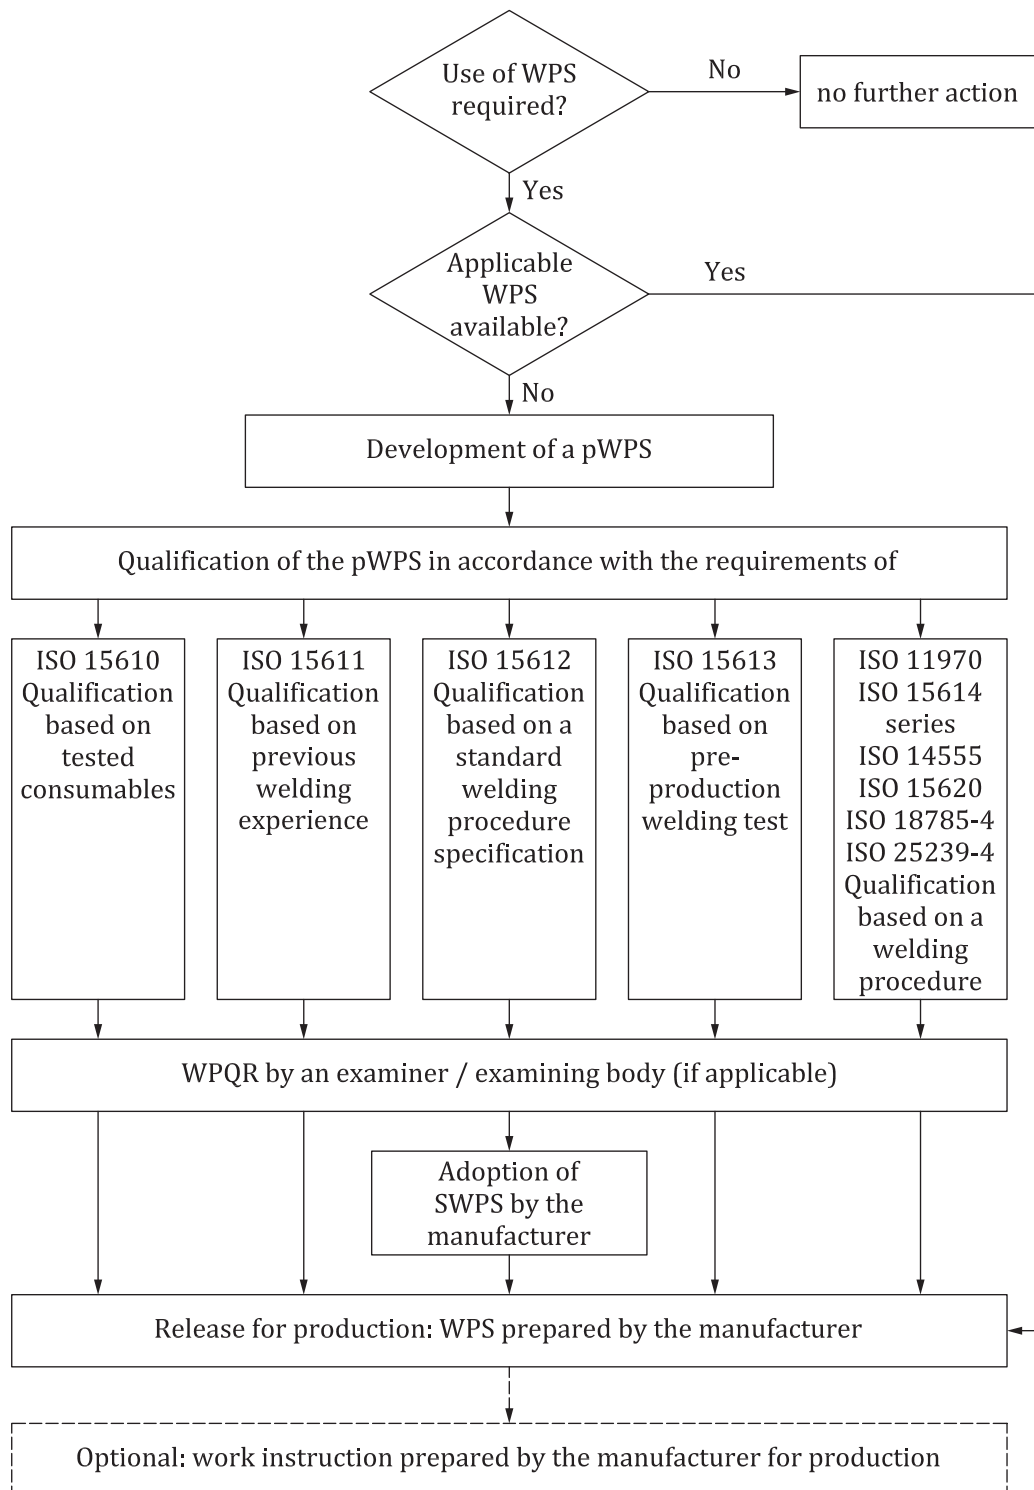 Use of WPS
required?
No
no further action
Yes
Applicable
WPS
available?
Yes
No
Development of a pWPS
Qualification of the pWPS in accordance with the requirements of
ISO 15610
Qualification
based on
tested
consumables
ISO 15611
Qualification
based on
previous
welding
experience
ISO 15612
Qualification
based on a
standard
welding
procedure
specification
ISO 15613
Qualification
based on
pre-
production
welding test
ISO 11970
ISO 15614
series
ISO 14555
ISO 15620
ISO 18785-4
ISO 25239-4
Qualification
based on a
welding
procedure
WPQR by an examiner / examining body (if applicable)
Adoption of
SWPS by the
manufacturer
Release for production: WPS prepared by the manufacturer
Optional: work instruction prepared by the manufacturer for production